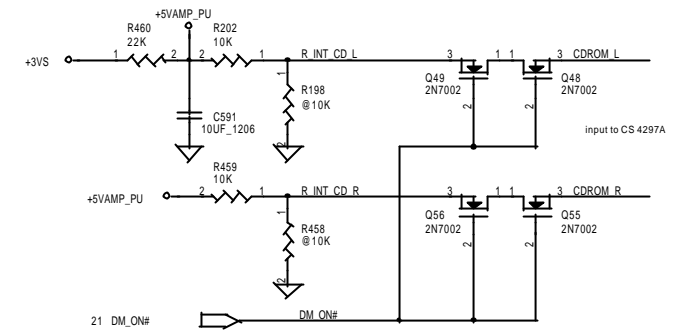 +5VAMP_PU
R460
22K
R202
10K
+3VS
1
2
2
1
R_INT_CD_L
3
1
1
3
CDROM_L
1
R198
@10K
2
Q49
2N7002
2
Q48
2N7002
2
C591
10UF_1206
input to CS 4297A
R459
10K
+5VAMP_PU
2
1
R_INT_CD_R
3
1
1
3
CDROM_R
1
R458
@10K
2
Q56
2N7002
2
Q55
2N7002
2
21 DM_ON#
DM_ON#